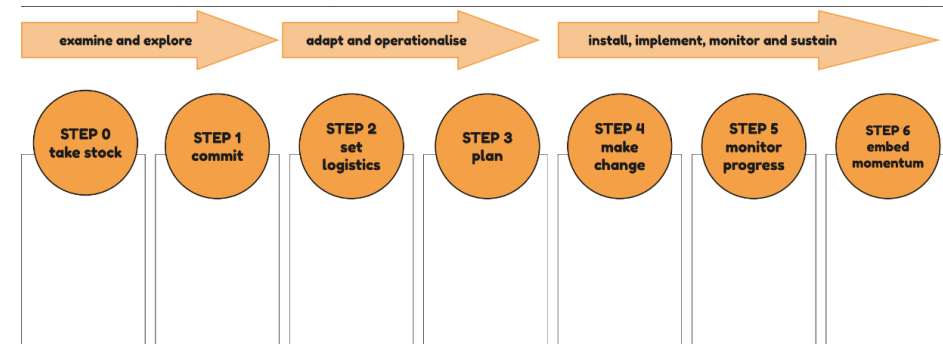 examine and explore
adapt and operationalise
install, implement, monitor and sustain
STEP 0
take stock
STEP 1
commit
STEP 2
set
logistics
STEP 3
plan
STEP 4
make
change
STEP 5
monitor
progress
STEP 6
embed
momentum